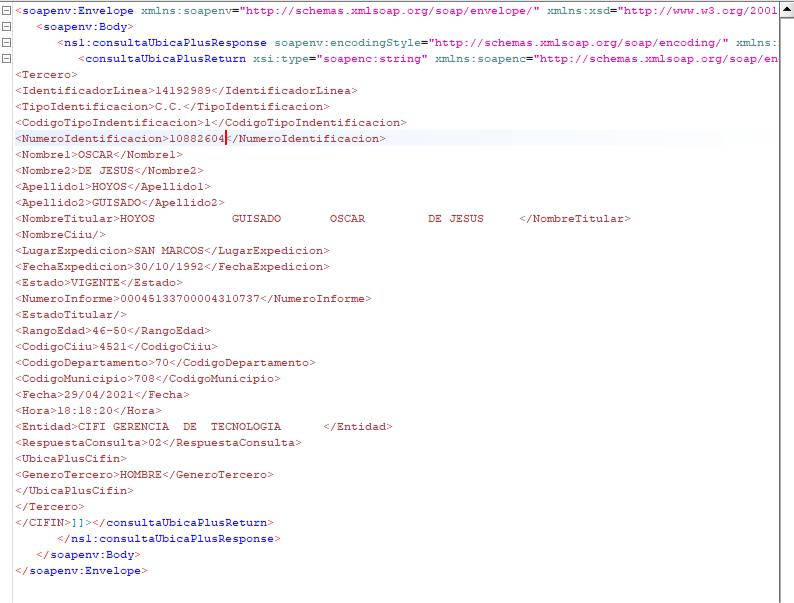 <soapenv:Envelope xmlns:soapenv="http://schemas.xmlsoap.org/soap/envelope/" xmlns:xsd="http://www.w3.org/2001
<soapenv:Body>
<ns1:consultaUbicaPlusResponse soapenv:encodingStyle="http://schemas.xmlsoap.org/soap/encoding/" xmlns:
<consultaUbicaPlusReturn xsi:type="soapenc:string" xmlns:soapenc="http://schemas.xmlsoap.org/soap/en
<Tercero>
<IdentificadorLinea>14192989</IdentificadorLinea>
<TipoIdentificacion>C.C.</TipoIdentificacion>
<CodigoTipoIndentificacion>1</CodigoTipoIndentificacion>
<NumeroIdentificacion>10882604</NumeroIdentificacion>
<Nombre1>OSCAR</Nombre1>
<Nombre2>DE JESUS</Nombre2>
<Apellido1>HOYOS</Apellido1>
<Apellido2>GUISADO</Apellido2>
<NombreTitular>HOYOS GUISADO OSCAR DE JESUS </NombreTitular>
<NombreCiiu/>
<LugarExpedicion>SAN MARCOS</LugarExpedicion>
<FechaExpedicion>30/10/1992</FechaExpedicion>
<Estado>VIGENTE</Estado>
<NumeroInforme>00045133700004310737</NumeroInforme>
<EstadoTitular/>
<RangoEdad>46-50</RangoEdad>
<CodigoCiiu>4521</CodigoCiiu>
<CodigoDepartamento>70</CodigoDepartamento>
<CodigoMunicipio>708</CodigoMunicipio>
<Fecha>29/04/2021</Fecha>
<Hora>18:18:20</Hora>
<Entidad>CIFI GERENCIA DE TECNOLOGIA </Entidad>
<RespuestaConsulta>02</RespuestaConsulta>
<UbicaPlusCifin>
<GeneroTercero>HOMBRE</GeneroTercero>
</UbicaPlusCifin>
</Tercero>
</CIFIN>]]></consultaUbicaPlusReturn>
</ns1:consultaUbicaPlusResponse>
</soapenv:Body>
</soapenv:Envelope>